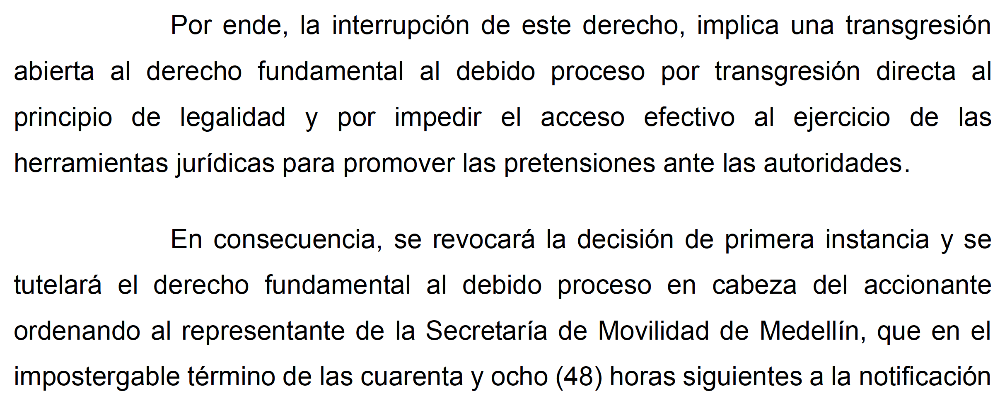 Por ende, la interrupción de este derecho, implica una transgresión
abierta al derecho fundamental al debido proceso por transgresión directa al
principio de legalidad y por impedir el acceso efectivo al ejercicio de las
herramientas jurídicas para promover las pretensiones ante las autoridades.
En consecuencia, se revocará la decisión de primera instancia y se
tutelará el derecho fundamental al debido proceso en cabeza del accionante
ordenando al representante de la Secretaría de Movilidad de Medellín, que en el
impostergable término de las cuarenta y ocho (48) horas siguientes a la notificación